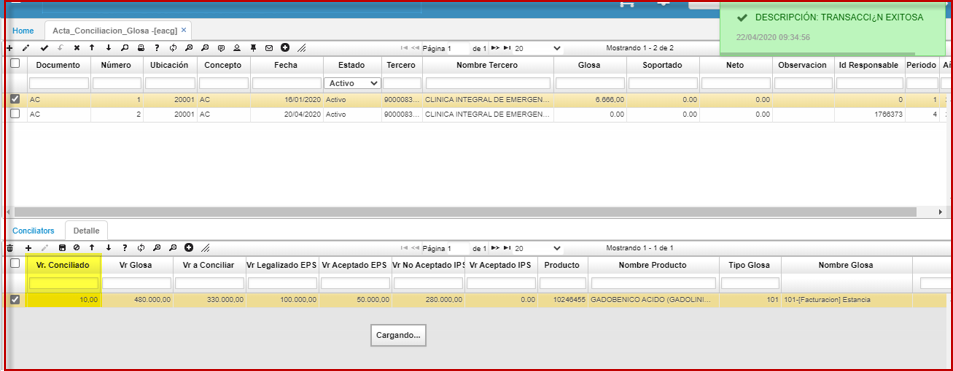 DESCRIPCIÓN: TRANSACCI¿N EXITOSA
22/04/2020 09:34:56
Home Acta_Conciliacion_Glosa -[eacg] ×
Página 1 de 1 20 Mostrando 1 - 2 de 2
Documento Número Ubicación Concepto Fecha Estado Tercero Nombre Tercero Glosa Soportado Neto Observacion Id Responsable Periodo Añ
Activo
AC 1 20001 AC 16/01/2020 Activo 9000083... CLINICA INTEGRAL DE EMERGEN... 6.666,00 0.00 0.00 0 1
AC 2 20001 AC 20/04/2020 Activo 9000083... CLINICA INTEGRAL DE EMERGEN... 0.00 0.00 0.00 1766373 4
Conciliators Detalle
Página 1 de 1 20 Mostrando 1 - 1 de 1
Vr. Conciliado Vr Glosa Vr a Conciliar Vr Legalizado EPS Vr Aceptado EPS Vr No Aceptado IPS Vr Aceptado IPS Producto Nombre Producto Tipo Glosa Nombre Glosa
10,00 480.000,00 330.000,00 100.000,00 50.000,00 280.000,00 0.00 10246455 GADOBENICO ACIDO (GADOLINI... 101 101-[Facturacion] Estancia
Cargando...